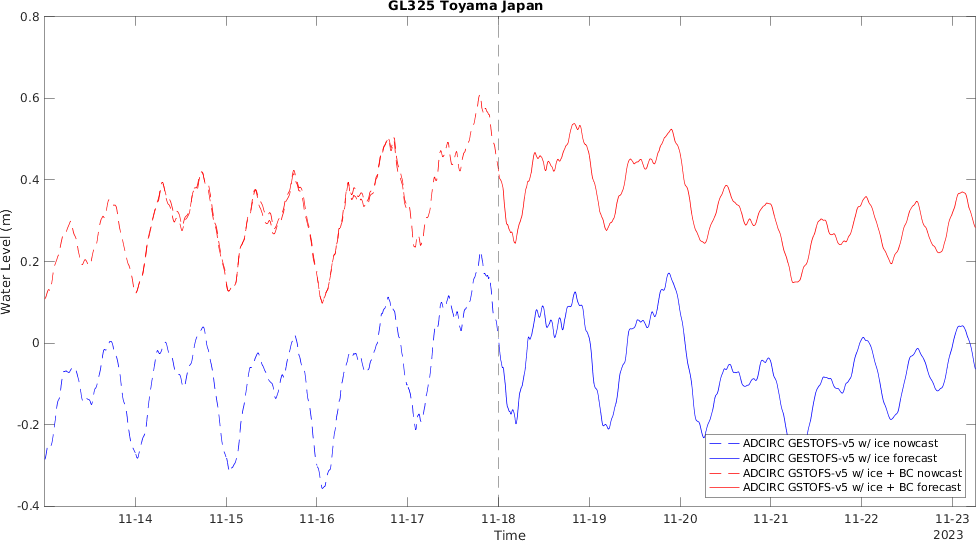 GL325 Toyama Japan
0.8
0.6
0.4
0.2
0
-0.2
-0.4
Water Level (m)
ADCIRC GESTOFS-v5 w/ ice nowcast
ADCIRC GESTOFS-v5 w/ ice forecast
ADCIRC GSTOFS-v5 w/ ice + BC nowcast
ADCIRC GSTOFS-v5 w/ ice + BC forecast
11-14 11-15 11-16 11-17 11-18 11-19 11-20 11-21 11-22 11-23
Time
2023